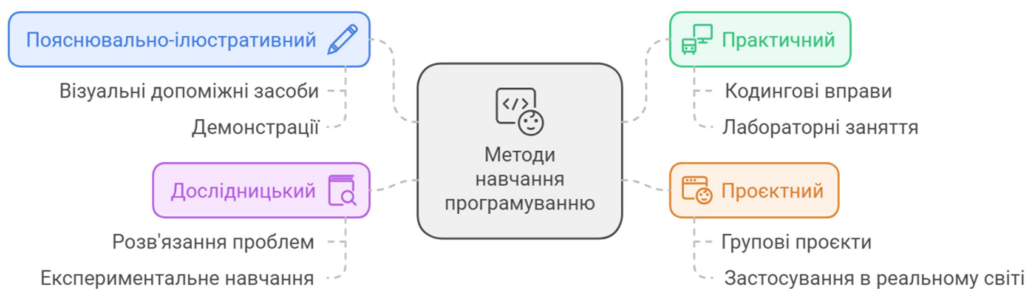 Пояснювально-ілюстративний
Візуальні допоміжні засоби
Демонстрації
Дослідницький
Розв'язання проблем
Експериментальне навчання
</>
Методи
навчання
програмуванню
Практичний
Кодингові вправи
Лабораторні заняття
Проєктний
Групові проєкти
Застосування в реальному світі